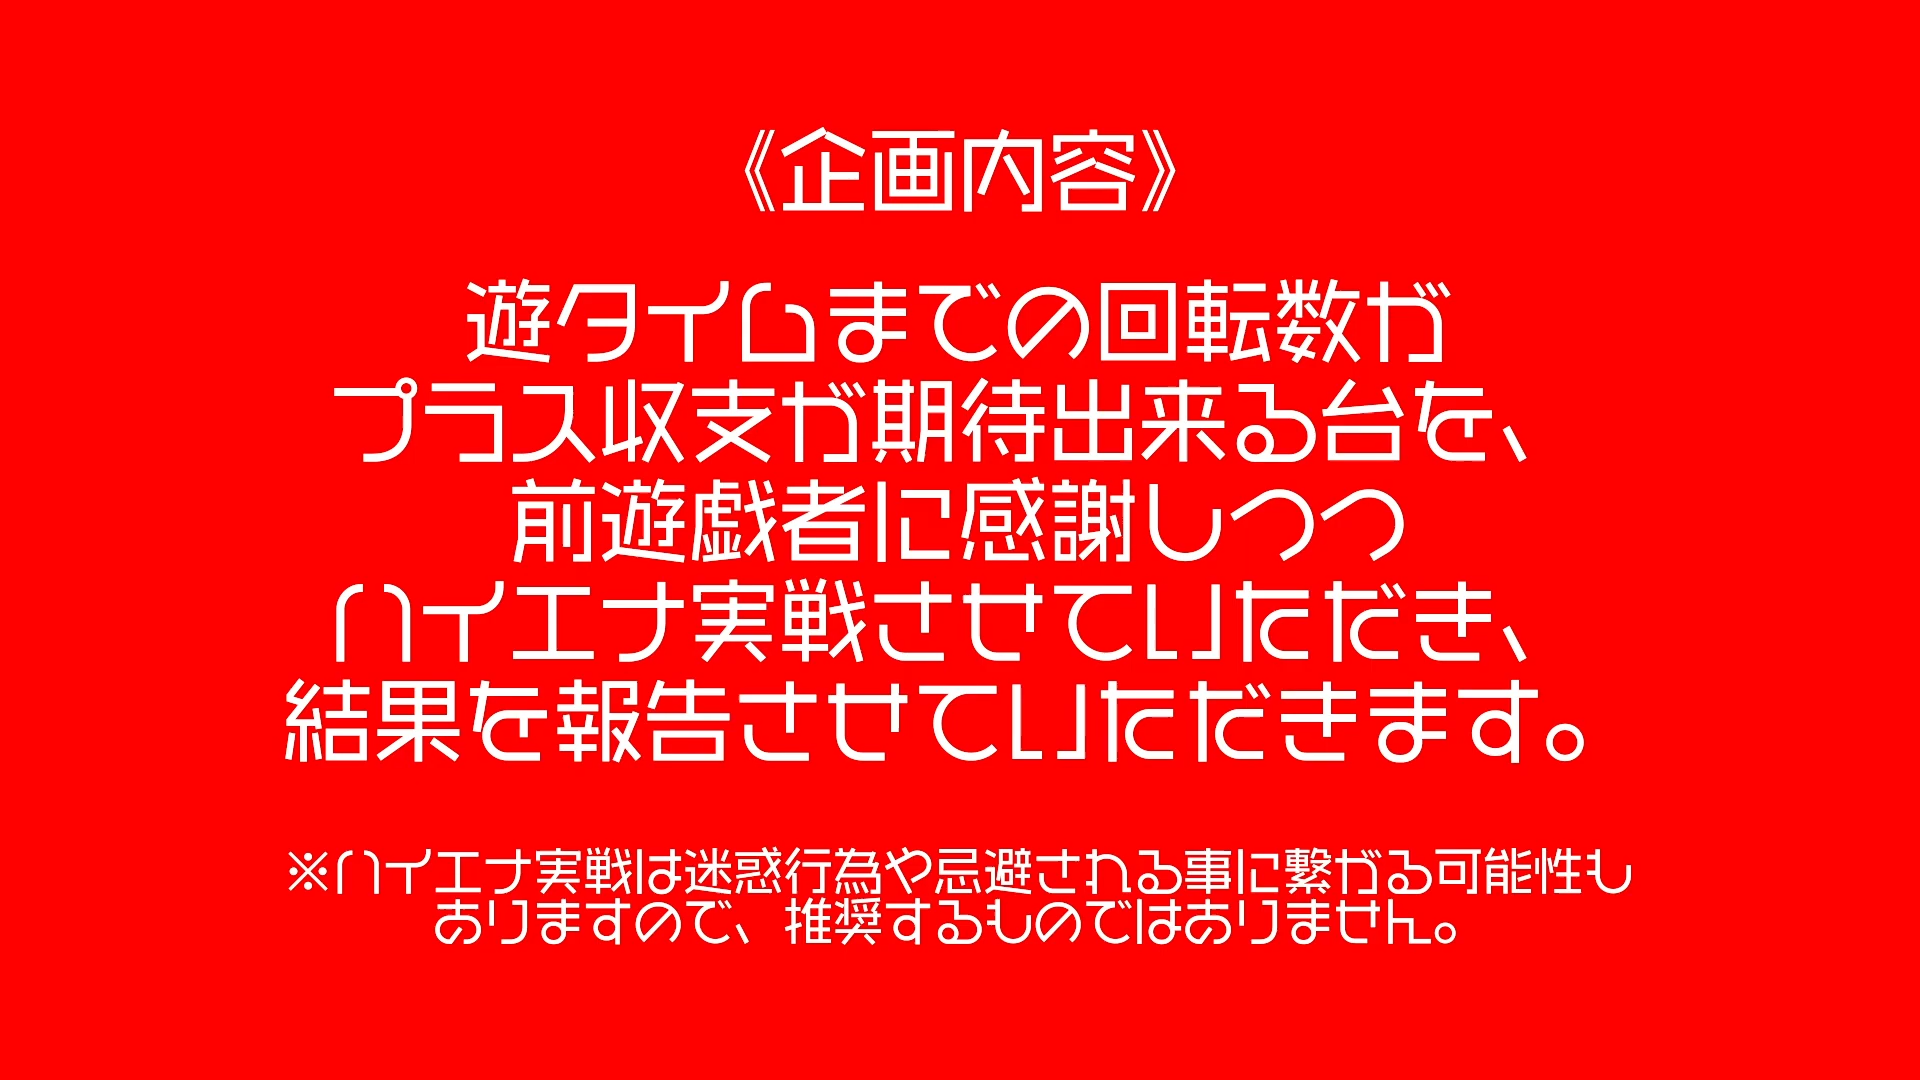 《企画内容》
遊タイムまでの回転数が
プラス収支が期待出来る台を、
前遊戯者に感謝しつつ
ハイエナ実戦させていただき、
結果を報告させていただきます。
※ハイエナ実戦は迷惑行為や忌避される事に繋がる可能性も
ありますので、推奨するものではありません。